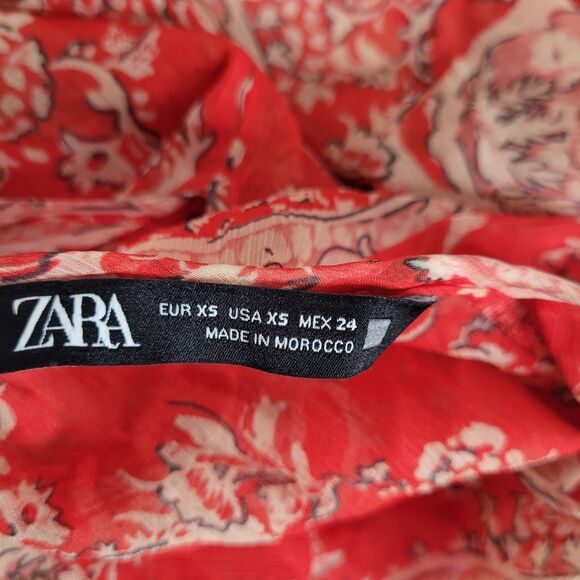 ZARA
EUR XS USA XS MEX 24
MADE IN MOROCCO